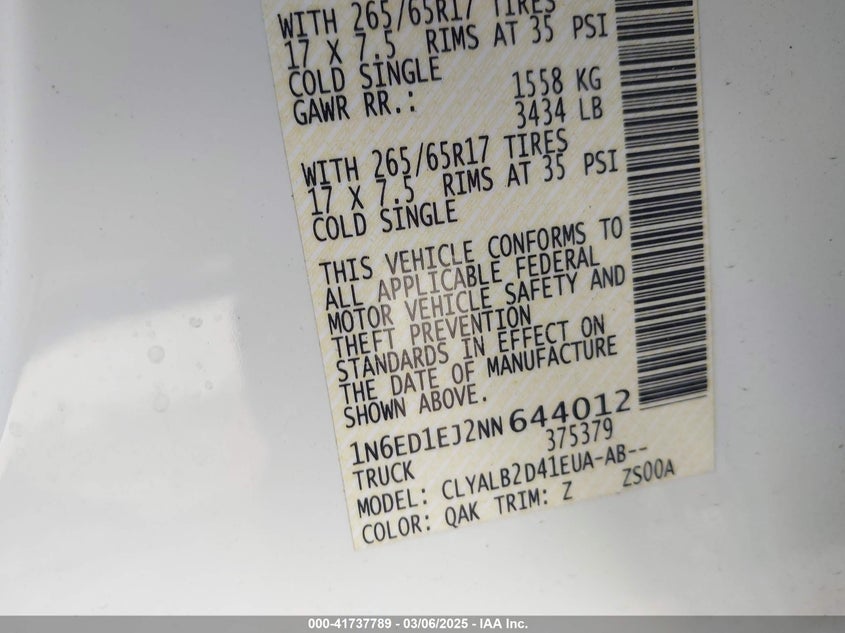 WITH 265/65R17 TIRES
17 X 7.5 RIMS AT 35 PSI
COLD SINGLE
GAWR RR.: 1558 KG
3434 LB
WITH 265/65R17 TIRES
17 X 7.5 RIMS AT 35 PSI
COLD SINGLE
THIS VEHICLE CONFORMS TO
ALL APPLICABLE FEDERAL
MOTOR VEHICLE SAFETY AND
THEFT PREVENTION
STANDARDS IN EFFECT ON
THE DATE OF MANUFACTURE
SHOWN ABOVE.
1N6ED1EJ2NN644012
TRUCK 375379
MODEL: CLYALB2D41EUA-AB--
COLOR: QAK TRIM: Z ZS00A
000-41737789 - 03/06/2025 - IAA Inc.